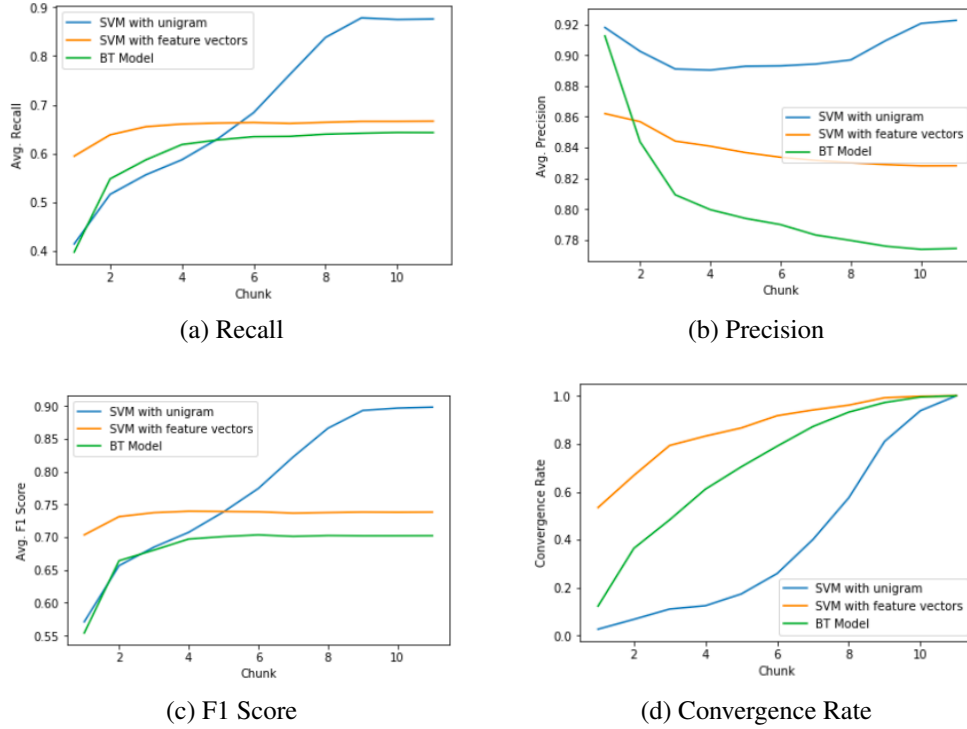 0.9
0.8
0.7
0.6
0.5
0.4
Avg. Recall
SVM with unigram
SVM with feature vectors
BT Model
2 4 6 8 10
Chunk
(a) Recall
0.92
0.90
0.88
0.86
0.84
0.82
0.80
0.78
Avg. Precision
SVM with unigram
SVM with feature vectors
BT Model
2 4 6 8 10
Chunk
(b) Precision
0.90
0.85
0.80
0.75
0.70
0.65
0.60
0.55
Avg. F1 Score
SVM with unigram
SVM with feature vectors
BT Model
2 4 6 8 10
Chunk
(c) F1 Score
1.0
0.8
0.6
0.4
0.2
0.0
Convergence Rate
SVM with unigram
SVM with feature vectors
BT Model
2 4 6 8 10
Chunk
(d) Convergence Rate